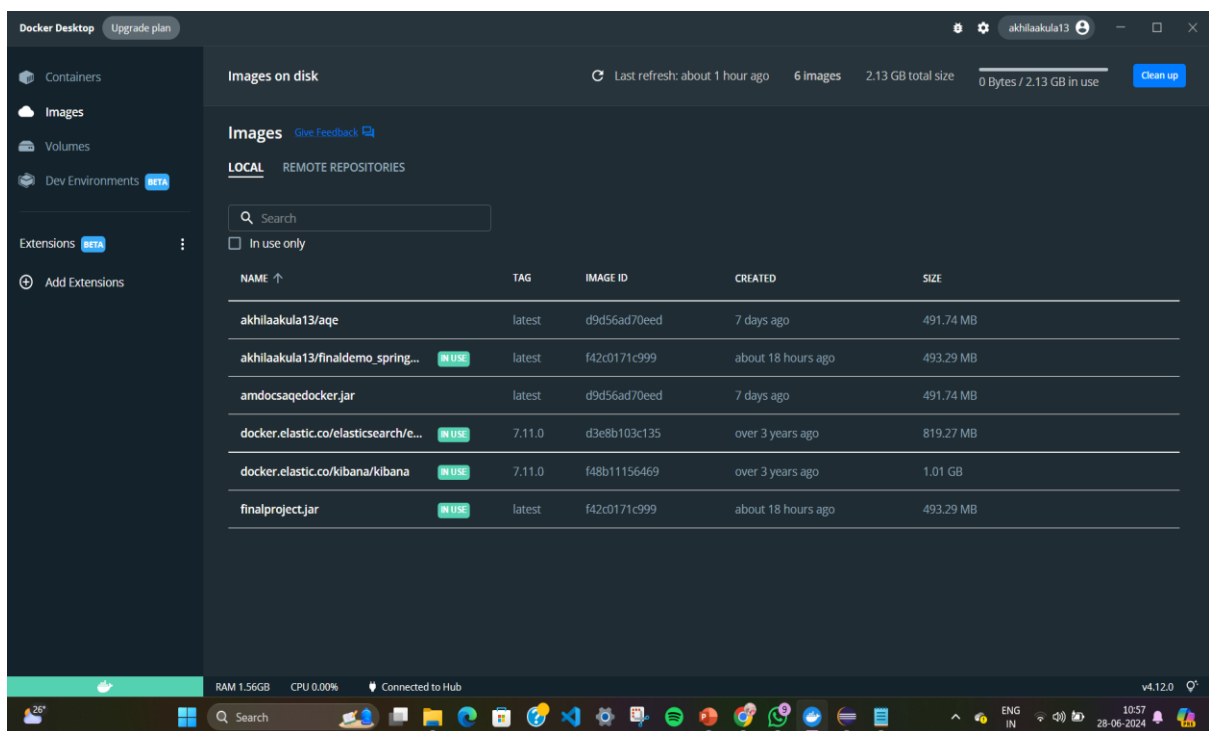 Docker Desktop Upgrade plan akhilaakula13
Containers
Images
Volumes
Dev Environments BETA
Extensions BETA
Add Extensions
Images on disk Last refresh: about 1 hour ago 6 images 2.13 GB total size 0 Bytes / 2.13 GB in use Clean up
Images Give Feedback
LOCAL REMOTE REPOSITORIES
Search
In use only
NAME TAG IMAGE ID CREATED SIZE
akhilaakula13/aqe latest d9d56ad70eed 7 days ago 491.74 MB
akhilaakula13/finaldemo_spring... IN USE latest f42c0171c999 about 18 hours ago 493.29 MB
amdocsaqedocker.jar latest d9d56ad70eed 7 days ago 491.74 MB
docker.elastic.co/elasticsearch/e... IN USE 7.11.0 d3e8b103c135 over 3 years ago 819.27 MB
docker.elastic.co/kibana/kibana IN USE 7.11.0 f48b11156469 over 3 years ago 1.01 GB
finalproject.jar IN USE latest f42c0171c999 about 18 hours ago 493.29 MB
RAM 1.56GB CPU 0.00% Connected to Hub v4.12.0
26° Search 9 ENG 10:57
IN 28-06-2024